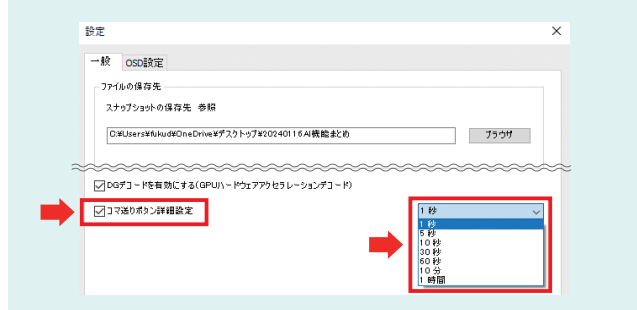 設定
一般 OSD設定
ファイルの保存先
スナップショットの保存先 参照
C:¥Users¥fukud¥OneDrive¥デスクトップ¥20240116AI機能まとめ ブラウザ
DGデコードを有効にする(GPUハードウェアアクセラレーションデコード)
コマ送りボタン詳細設定 1 秒
1 秒
5 秒
10 秒
30 秒
60 秒
10 分
1 時間